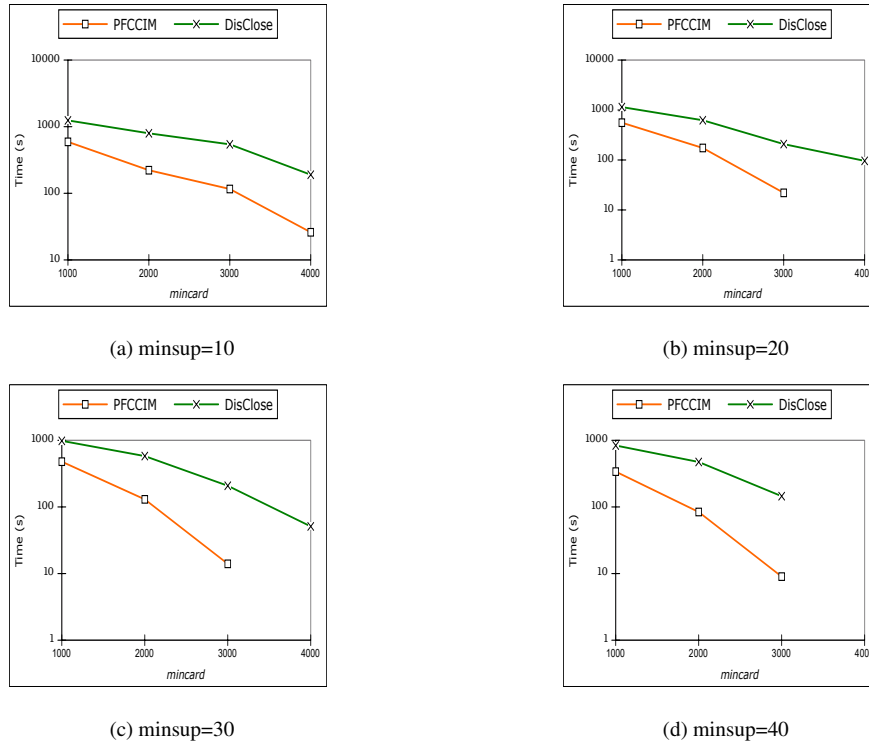 PFCCIM DisClose
10000
1000
100
10
Time (s)
1000 2000 3000 4000
mincard
(a) minsup=10
PFCCIM DisClose
10000
1000
100
10
1
Time (s)
1000 2000 3000 400
mincard
(b) minsup=20
PFCCIM DisClose
1000
100
10
1
Time (s)
1000 2000 3000 4000
mincard
(c) minsup=30
PFCCIM DisClose
1000
100
10
1
Time (s)
1000 2000 3000 400
mincard
(d) minsup=40